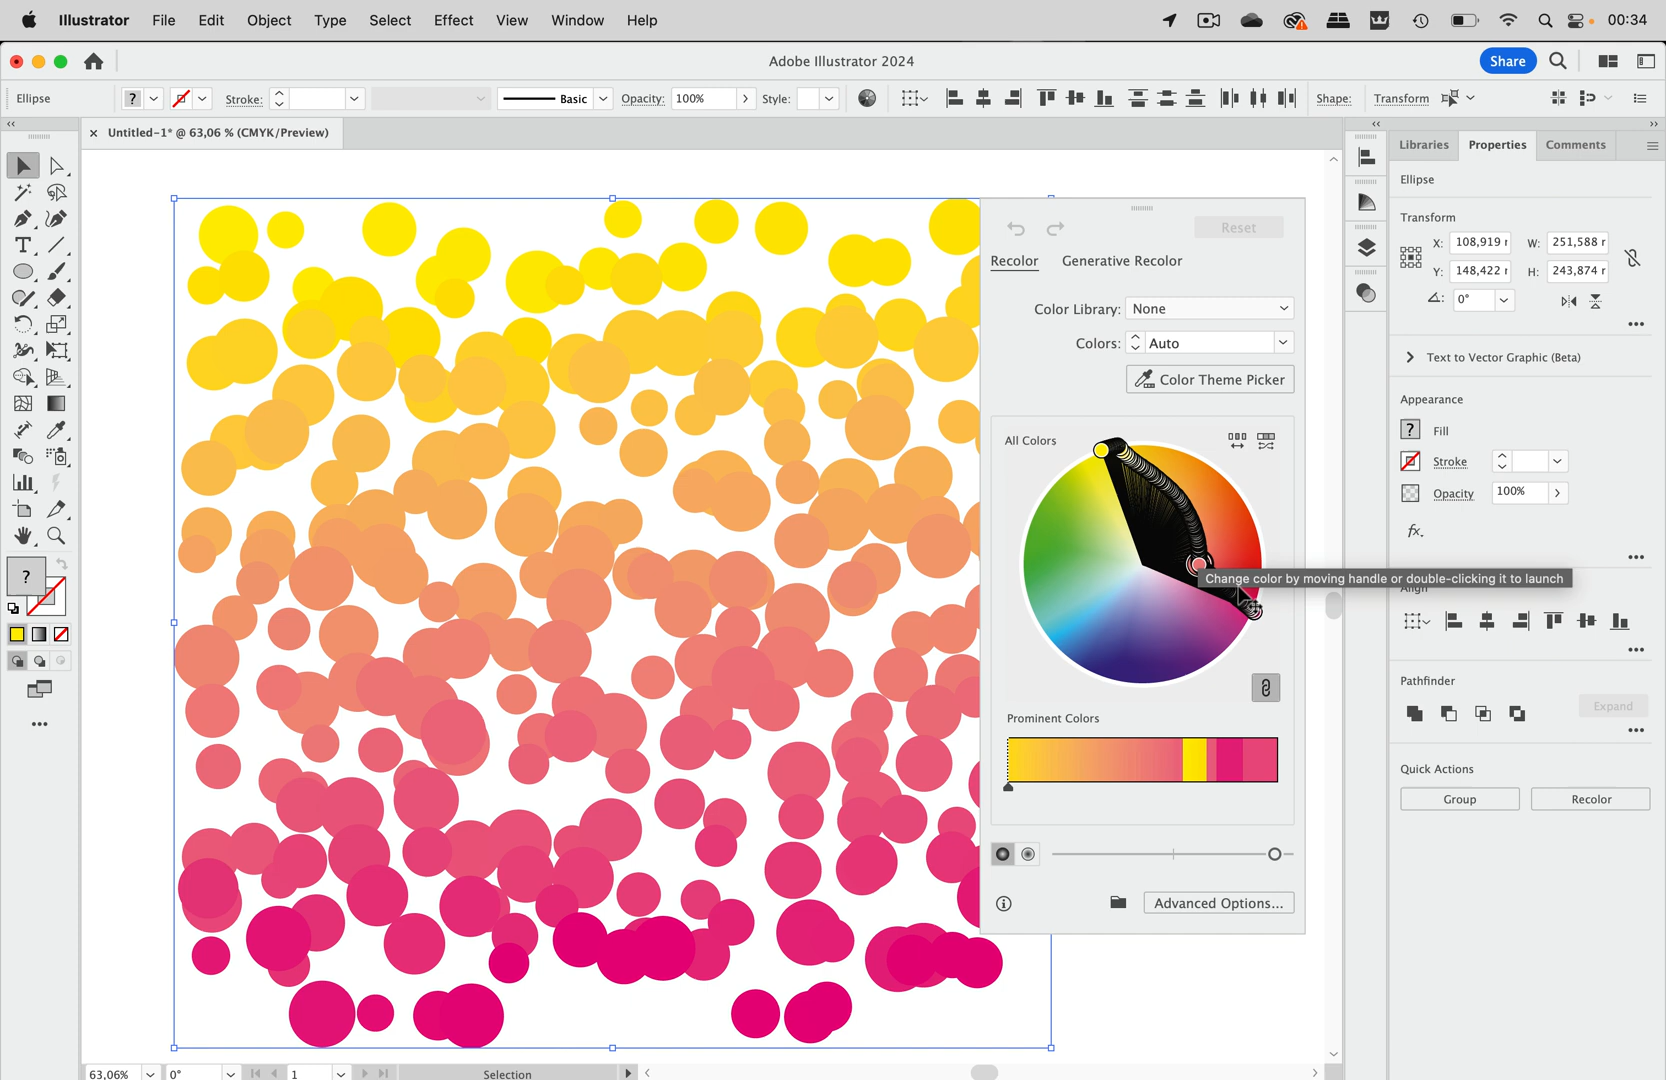 Illustrator File Edit Object Type Select Effect View Window Help 00:34
Adobe Illustrator 2024 Share
Ellipse ? Stroke: Basic Opacity: 100% Style: Shape: Transform
× Untitled-1* @ 63,06 % (CMYK/Preview)
Libraries Properties Comments
Ellipse
Transform
X: 108,919 r W: 251,588 r
Y: 148,422 r H: 243,874 r
0°
Text to Vector Graphic (Beta)
Appearance
? Fill
Stroke
Opacity 100%
fx.
Align
Pathfinder
Expand
Quick Actions
Group Recolor
Reset
Recolor Generative Recolor
Color Library: None
Colors: Auto
Color Theme Picker
All Colors
Change color by moving handle or double-clicking it to launch
Prominent Colors
Advanced Options...
T
?
63,06% 0° 1 Selection